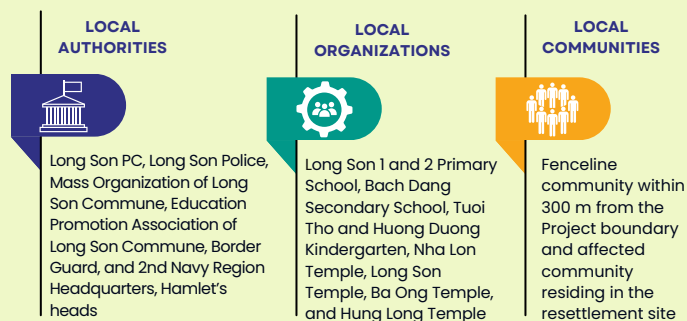 LOCAL
AUTHORITIES
Long Son PC, Long Son Police,
Mass Organization of Long
Son Commune, Education
Promotion Association of
Long Son Commune, Border
Guard, and 2nd Navy Region
Headquarters, Hamlet's
heads
LOCAL
ORGANIZATIONS
Long Son 1 and 2 Primary
School, Bach Dang
Secondary School, Tuoi
Tho and Huong Duong
Kindergarten, Nha Lon
Temple, Long Son
Temple, Ba Ong Temple,
and Hung Long Temple
LOCAL
COMMUNITIES
Fenceline
community within
300 m from the
Project boundary
and affected
community
residing in the
resettlement site